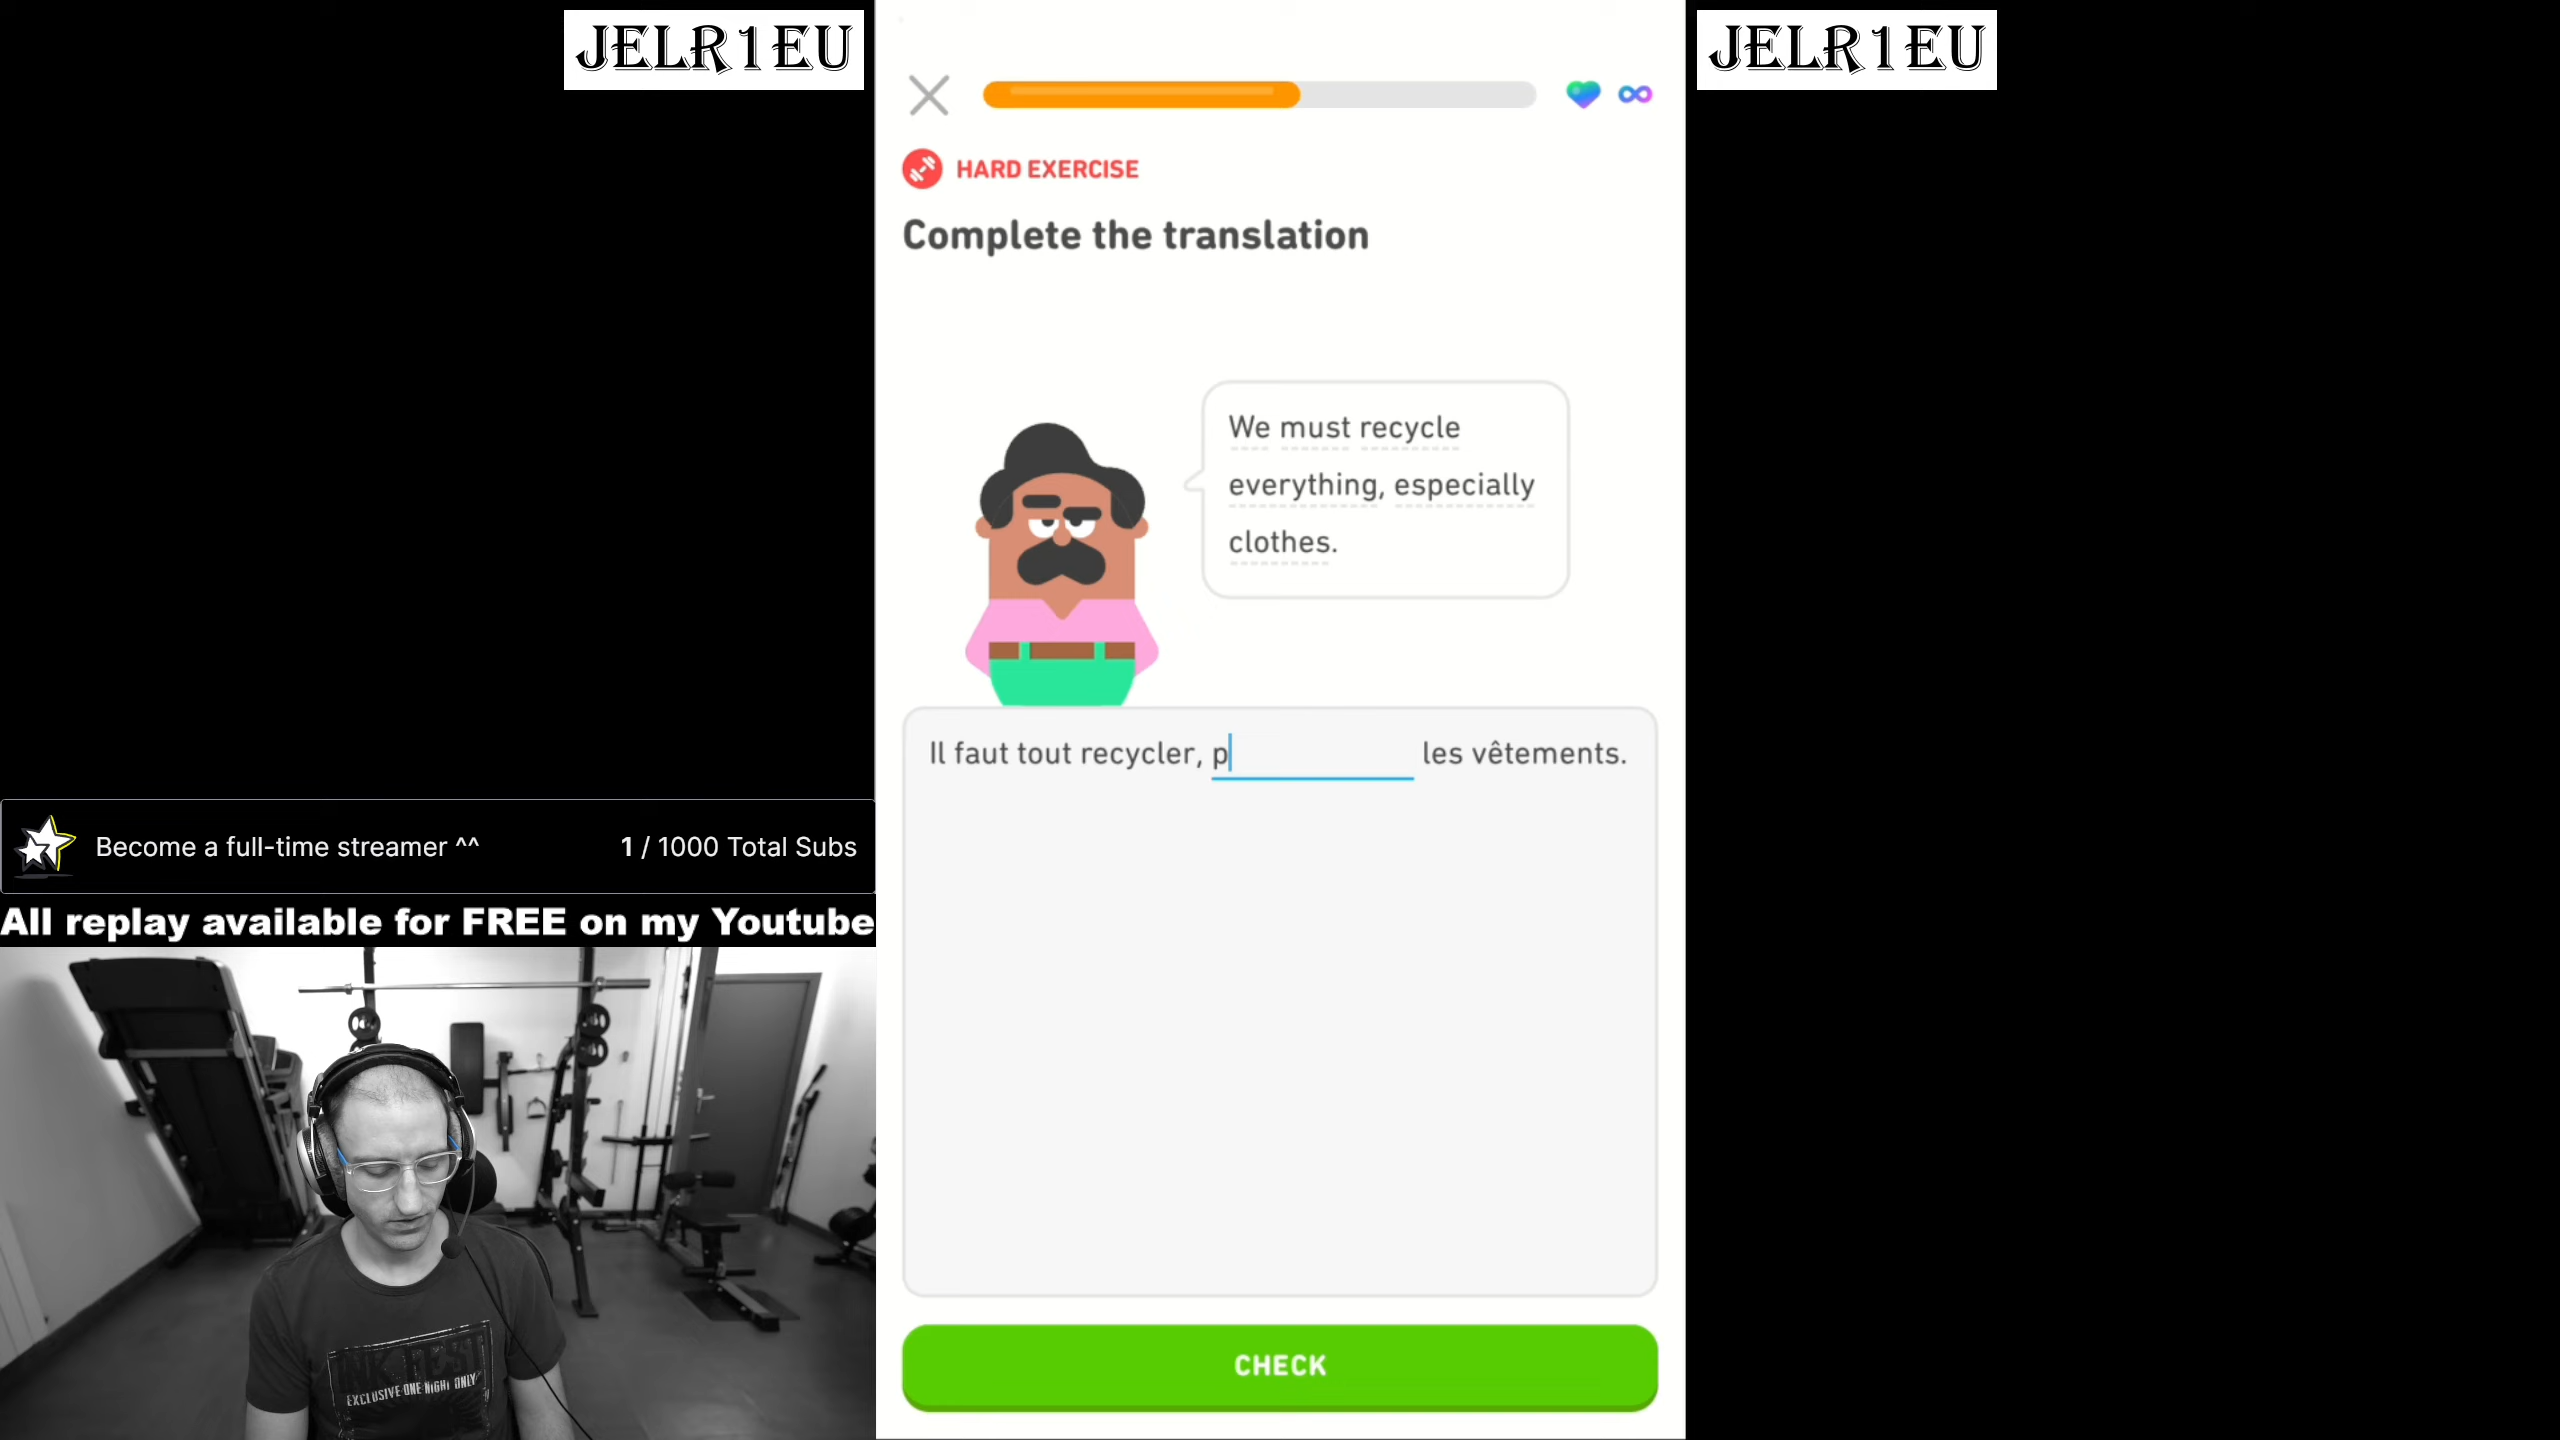 JELR1EU
JELR1EU
HARD EXERCISE
Complete the translation
We must recycle
everything, especially
clothes.
Il faut tout recycler, p les vêtements.
Become a full-time streamer ^^ 1 / 1000 Total Subs
All replay available for FREE on my Youtube
EXCLUSIVE ONE NIGHT ONLY
CHECK